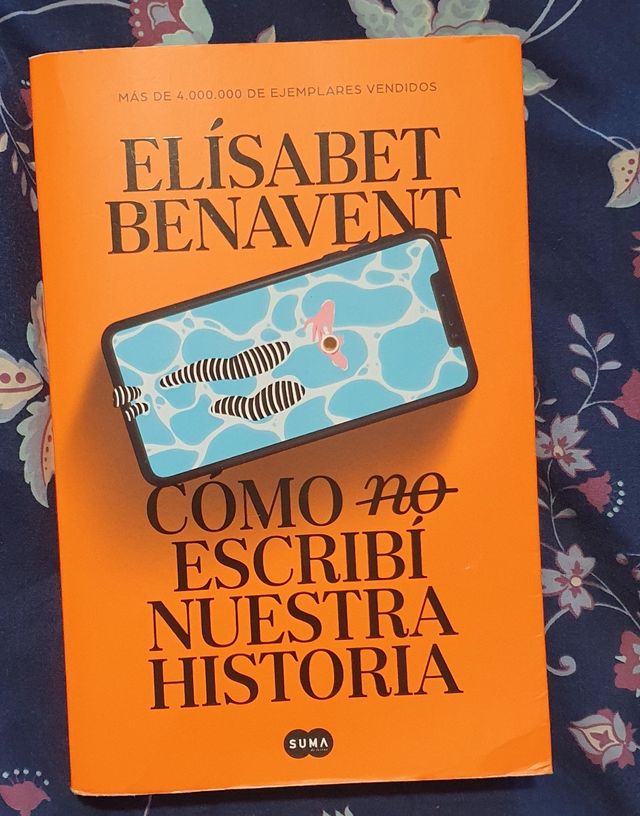 MÁS DE 4.000.000 DE EJEMPLARES VENDIDOS
ELÍSABET
BENAVENT
CÓMO no
ESCRIBÍ
NUESTRA
HISTORIA
SUMA